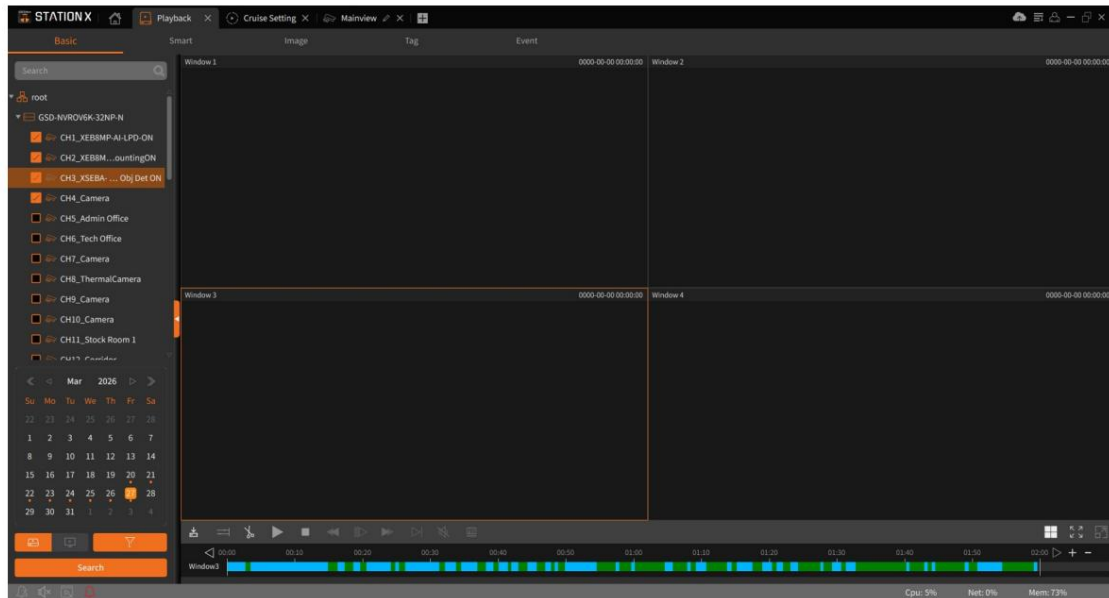 STATION X Playback Cruise Setting Mainview
Basic Smart Image Tag Event
Search
root
GSD-NVROV6K-32NP-N
CH1_XEB8MP-AI-LPD-ON
CH2_XEB8M...ountingON
CH3_XSEBA- ... Obj Det ON
CH4_Camera
CH5_Admin Office
CH6_Tech Office
CH7_Camera
CH8_ThermalCamera
CH9_Camera
CH10_Camera
CH11_Stock Room 1
CH12_Corridor
Mar 2026
Su Mo Tu We Th Fr Sa
22 23 24 25 26 27 28
1 2 3 4 5 6 7
8 9 10 11 12 13 14
15 16 17 18 19 20 21
22 23 24 25 26 27 28
29 30 31 1 2 3 4
Search
Window 1 0000-00-00 00:00:00
Window 2 0000-00-00 00:00:00
Window 3 0000-00-00 00:00:00
Window 4 0000-00-00 00:00:00
00:00 00:10 00:20 00:30 00:40 00:50 01:00 01:10 01:20 01:30 01:40 01:50 02:00
Window3
Cpu: 5% Net: 0% Mem: 73%